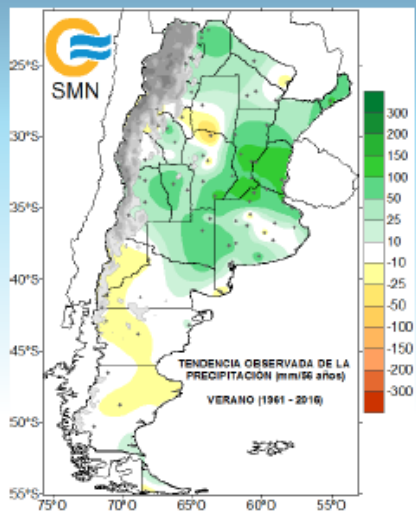 SMN
25°S
30°S
35°S
40°S
45°S
50°S
55°S
75°O 70°O 65°O 60°O 55°O
TENDENCIA OBSERVADA DE LA
PRECIPITACIÓN (mm/56 años)
VERANO (1961 - 2016)
300
200
150
100
50
25
10
-10
-25
-50
-100
-150
-200
-300